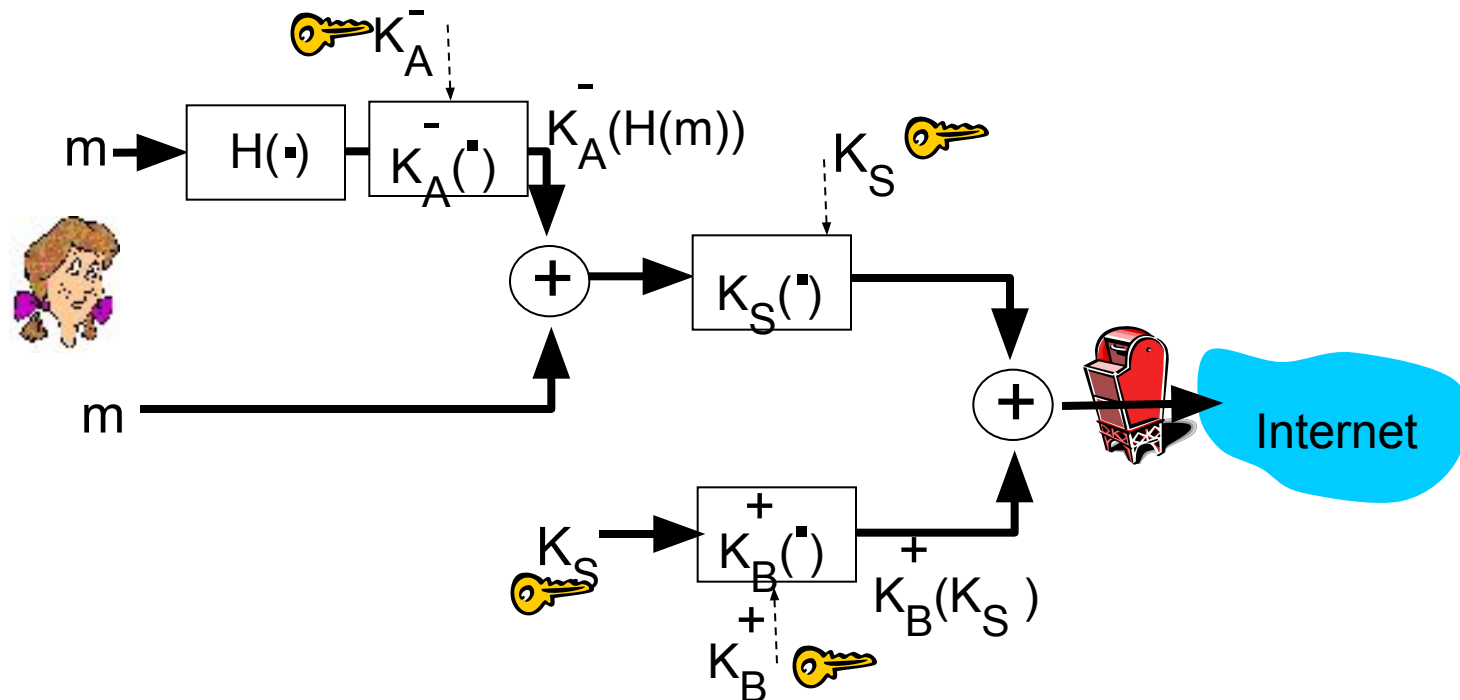 K_A^-
m
H(▪)
K_A^-(▪)
K_A^-(H(m))
K_S
+
K_S(▪)
m
+
Internet
K_S
K_B^+(▪)
K_B^+(K_S )
K_B^+